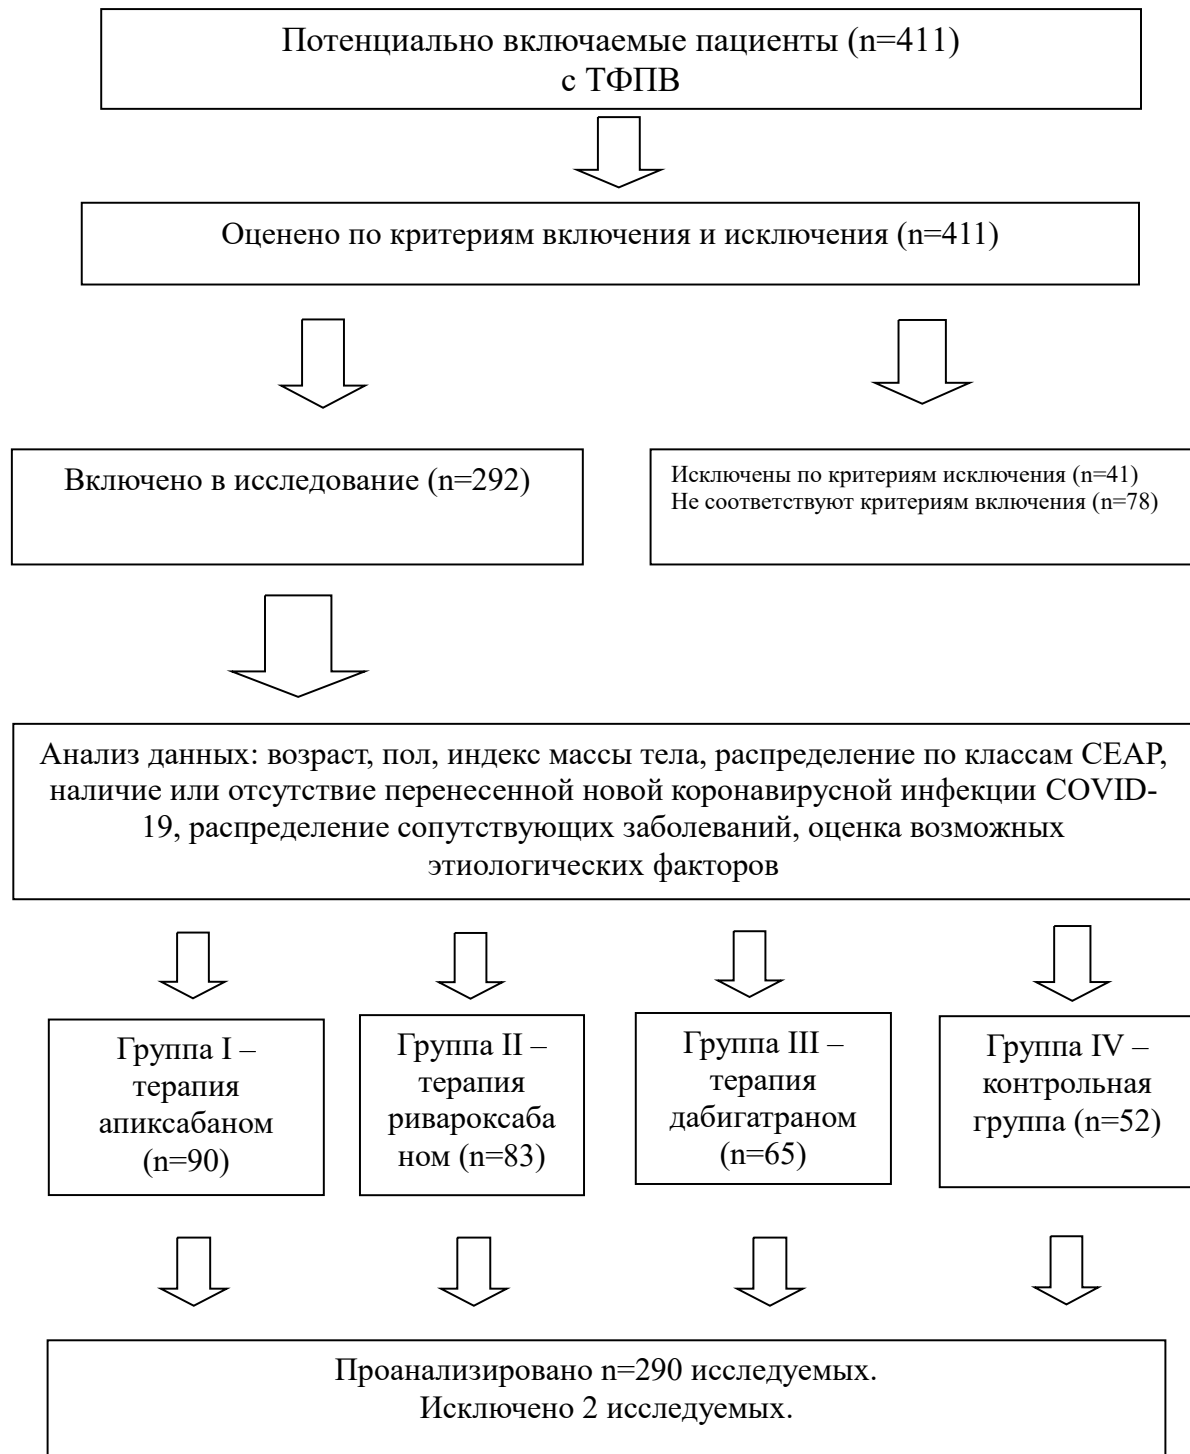 Потенциально включаемые пациенты (n=411)
с ТФПВ
Оценено по критериям включения и исключения (n=411)
Включено в исследование (n=292)
Исключены по критериям исключения (n=41)
Не соответствуют критериям включения (n=78)
Анализ данных: возраст, пол, индекс массы тела, распределение по классам CEAP,
наличие или отсутствие перенесенной новой коронавирусной инфекции COVID-
19, распределение сопутствующих заболеваний, оценка возможных
этиологических факторов
Группа I –
терапия
апиксабаном
(n=90)
Группа II –
терапия
ривароксаба
ном (n=83)
Группа III –
терапия
дабигатраном
(n=65)
Группа IV –
контрольная
группа (n=52)
Проанализировано n=290 исследуемых.
Исключено 2 исследуемых.